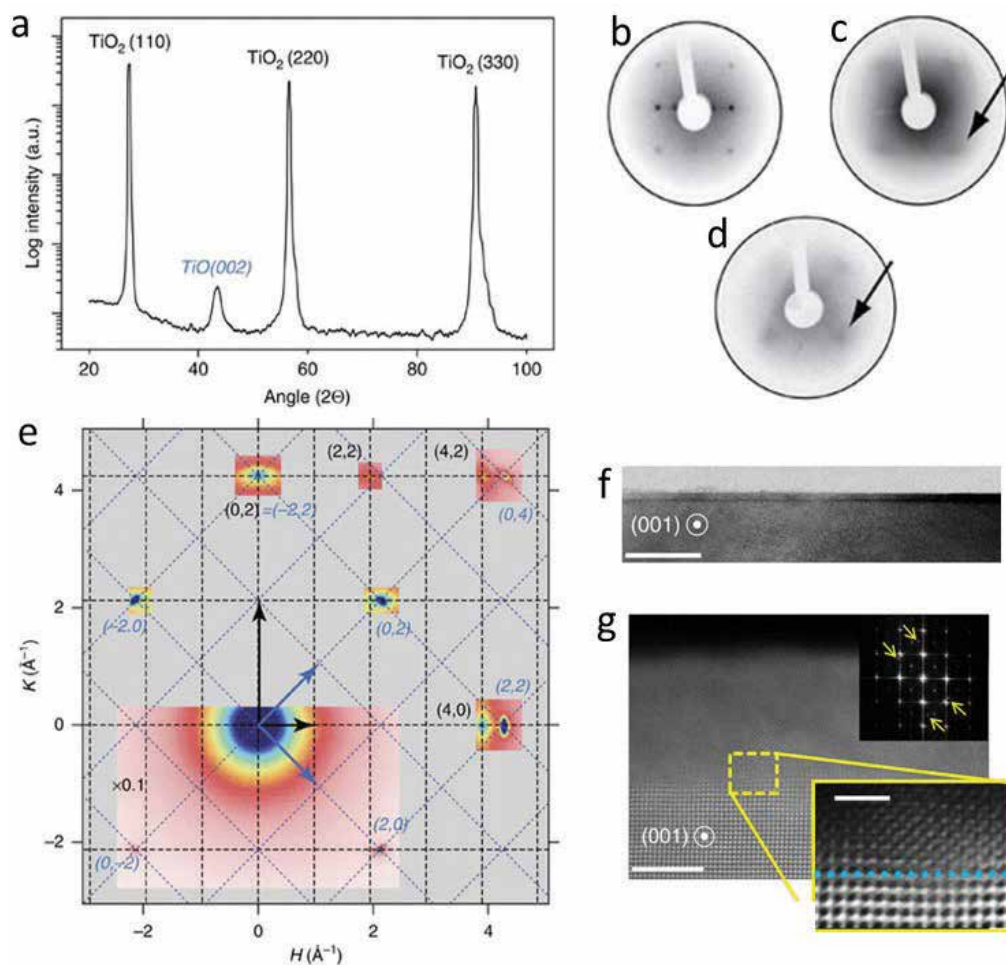 a
TiO2 (110)
TiO2 (220)
TiO2 (330)
TiO(002)
Log intensity (a.u.)
20
40
60
80
100
Angle (2Θ)
b
c
d
e
(2,2)
(4,2)
(0,2)=(−2,2)
(0,4)
(−2,0)
(0,2)
(4,0)
(2,2)
×0.1
(2,0)
(0,−2)
4
2
0
−2
K (Å−1)
−2
0
2
4
H (Å−1)
f
(001)
g
(001)